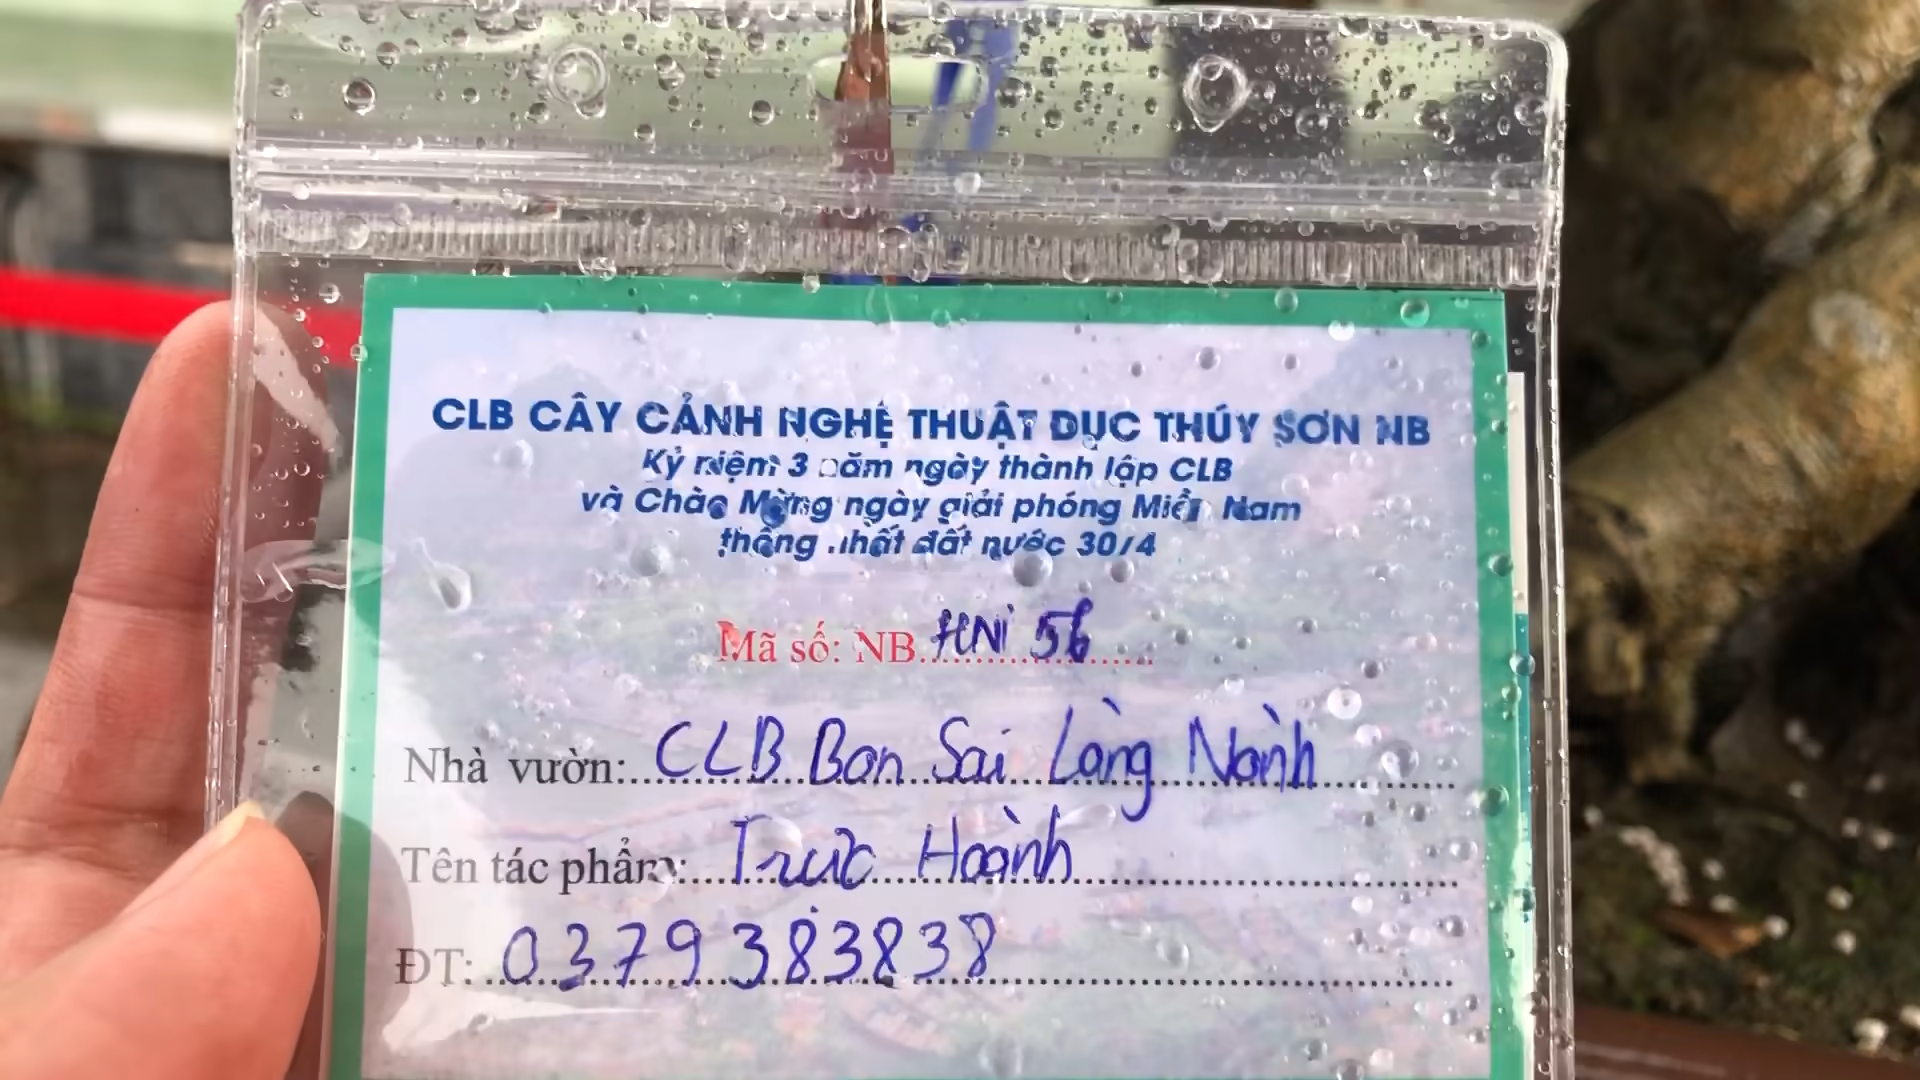 CLB CÂY CẢNH NGHỆ THUẬT DỤC THÚY SƠN NB
Kỷ niệm 3 năm ngày thành lập CLB
và Chào Mừng ngày giải phóng Miền Nam
thống nhất đất nước 30/4
Mã số: NB HNi 56
Nhà vườn: CLB Bon Sai Làng Nành
Tên tác phẩm: Trực Hoành
ĐT: 0379383838